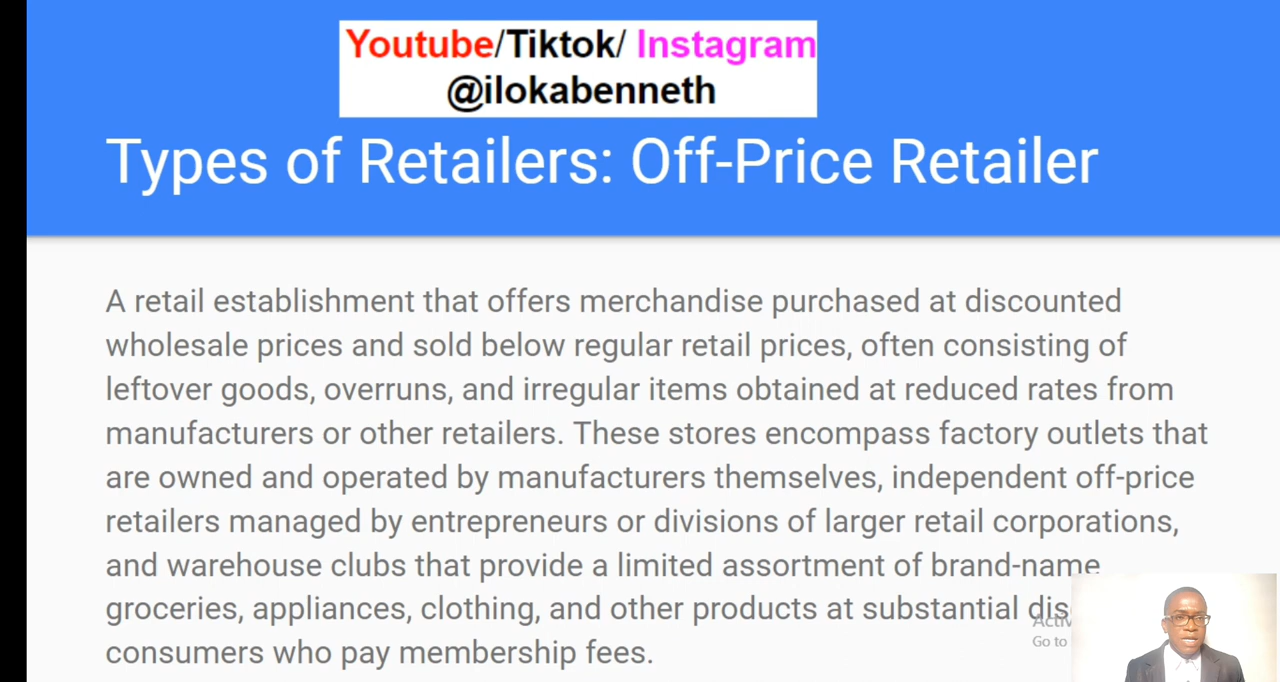 Youtube/Tiktok/ Instagram
@ilokabenneth
Types of Retailers: Off-Price Retailer
A retail establishment that offers merchandise purchased at discounted
wholesale prices and sold below regular retail prices, often consisting of
leftover goods, overruns, and irregular items obtained at reduced rates from
manufacturers or other retailers. These stores encompass factory outlets that
are owned and operated by manufacturers themselves, independent off-price
retailers managed by entrepreneurs or divisions of larger retail corporations,
and warehouse clubs that provide a limited assortment of brand-name
groceries, appliances, clothing, and other products at substantial
Go to
consumers who pay membership fees.